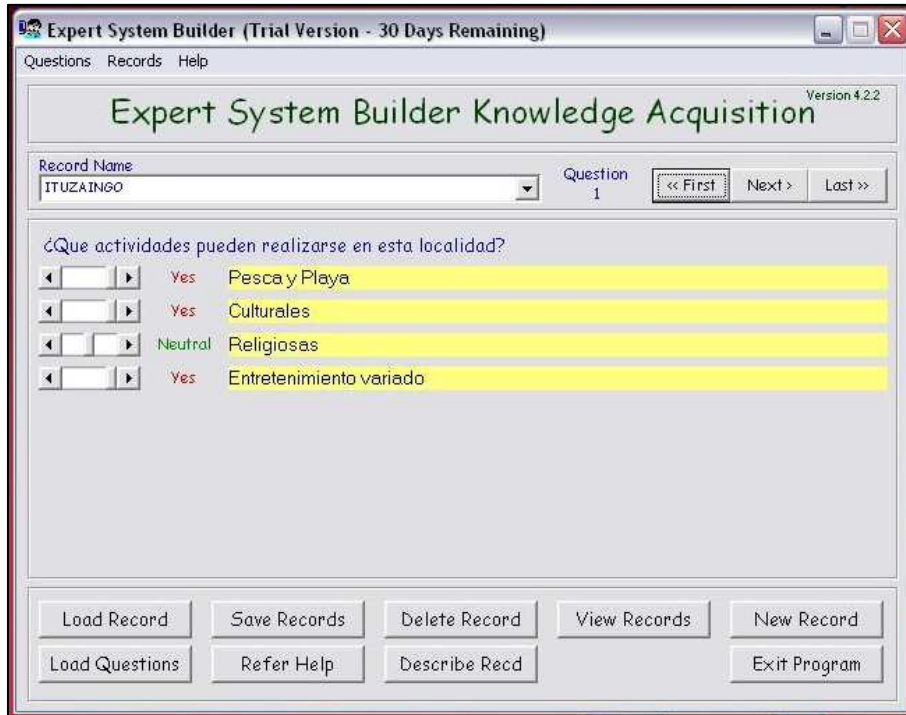 Expert System Builder (Trial Version - 30 Days Remaining)
Questions Records Help
Expert System Builder Knowledge Acquisition
Version 4.2.2
Record Name
ITUZAINGO
Question
1
<< First Next > Last >>
¿Que actividades pueden realizarse en esta localidad?
Yes Pesca y Playa
Yes Culturales
Neutral Religiosas
Yes Entretenimiento variado
Load Record Save Records Delete Record View Records New Record
Load Questions Refer Help Describe Recd Exit Program